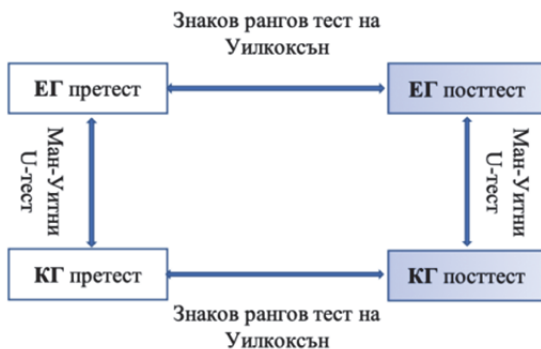 Знаков рангов тест на
Уилкоксън
ЕГ претест
ЕГ посттест
Ман-Уитни
U-тест
Ман-Уитни
U-тест
КГ претест
КГ посттест
Знаков рангов тест на
Уилкоксън